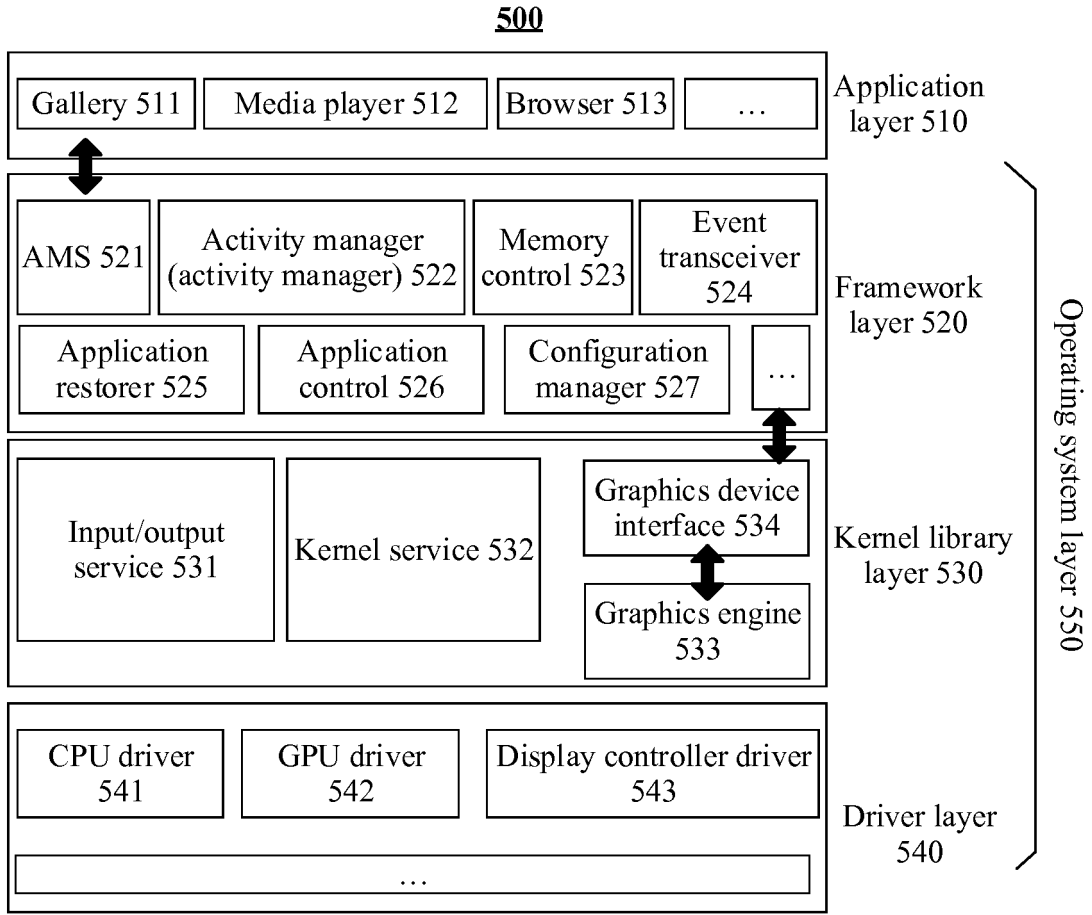 500
Gallery 511
Media player 512
Browser 513
...
Application
layer 510
AMS 521
Activity manager
(activity manager) 522
Memory
control 523
Event
transceiver
524
Application
restorer 525
Application
control 526
Configuration
manager 527
...
Framework
layer 520
Input/output
service 531
Kernel service 532
Graphics device
interface 534
Graphics engine
533
Kernel library
layer 530
CPU driver
541
GPU driver
542
Display controller driver
543
...
Driver layer
540
Operating system layer 550